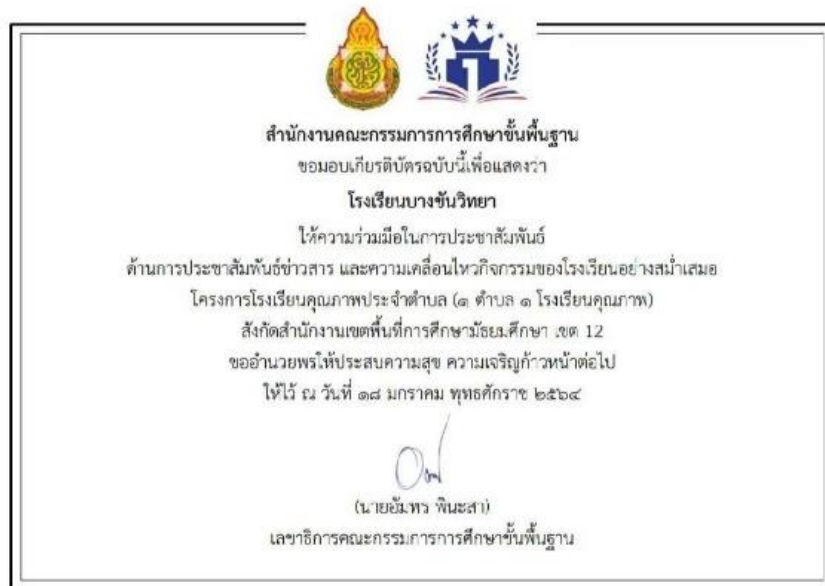 1
สำนักงานคณะกรรมการการศึกษาขั้นพื้นฐาน
ขอมอบเกียรติบัตรฉบับนี้เพื่อแสดงว่า
โรงเรียนบางขันวิทยา
ให้ความร่วมมือในการประชาสัมพันธ์
ด้านการประชาสัมพันธ์ข่าวสาร และความเคลื่อนไหวกิจกรรมของโรงเรียนอย่างสม่ำเสมอ
โครงการโรงเรียนคุณภาพประจำตำบล (๑ ตำบล ๑ โรงเรียนคุณภาพ)
สังกัดสำนักงานเขตพื้นที่การศึกษามัธยมศึกษา เขต 12
ขออำนวยพรให้ประสบความสุข ความเจริญก้าวหน้าต่อไป
ให้ไว้ ณ วันที่ ๑๘ มกราคม พุทธศักราช ๒๕๖๔
(นายอัมพร พินะสา)
เลขาธิการคณะกรรมการการศึกษาขั้นพื้นฐาน